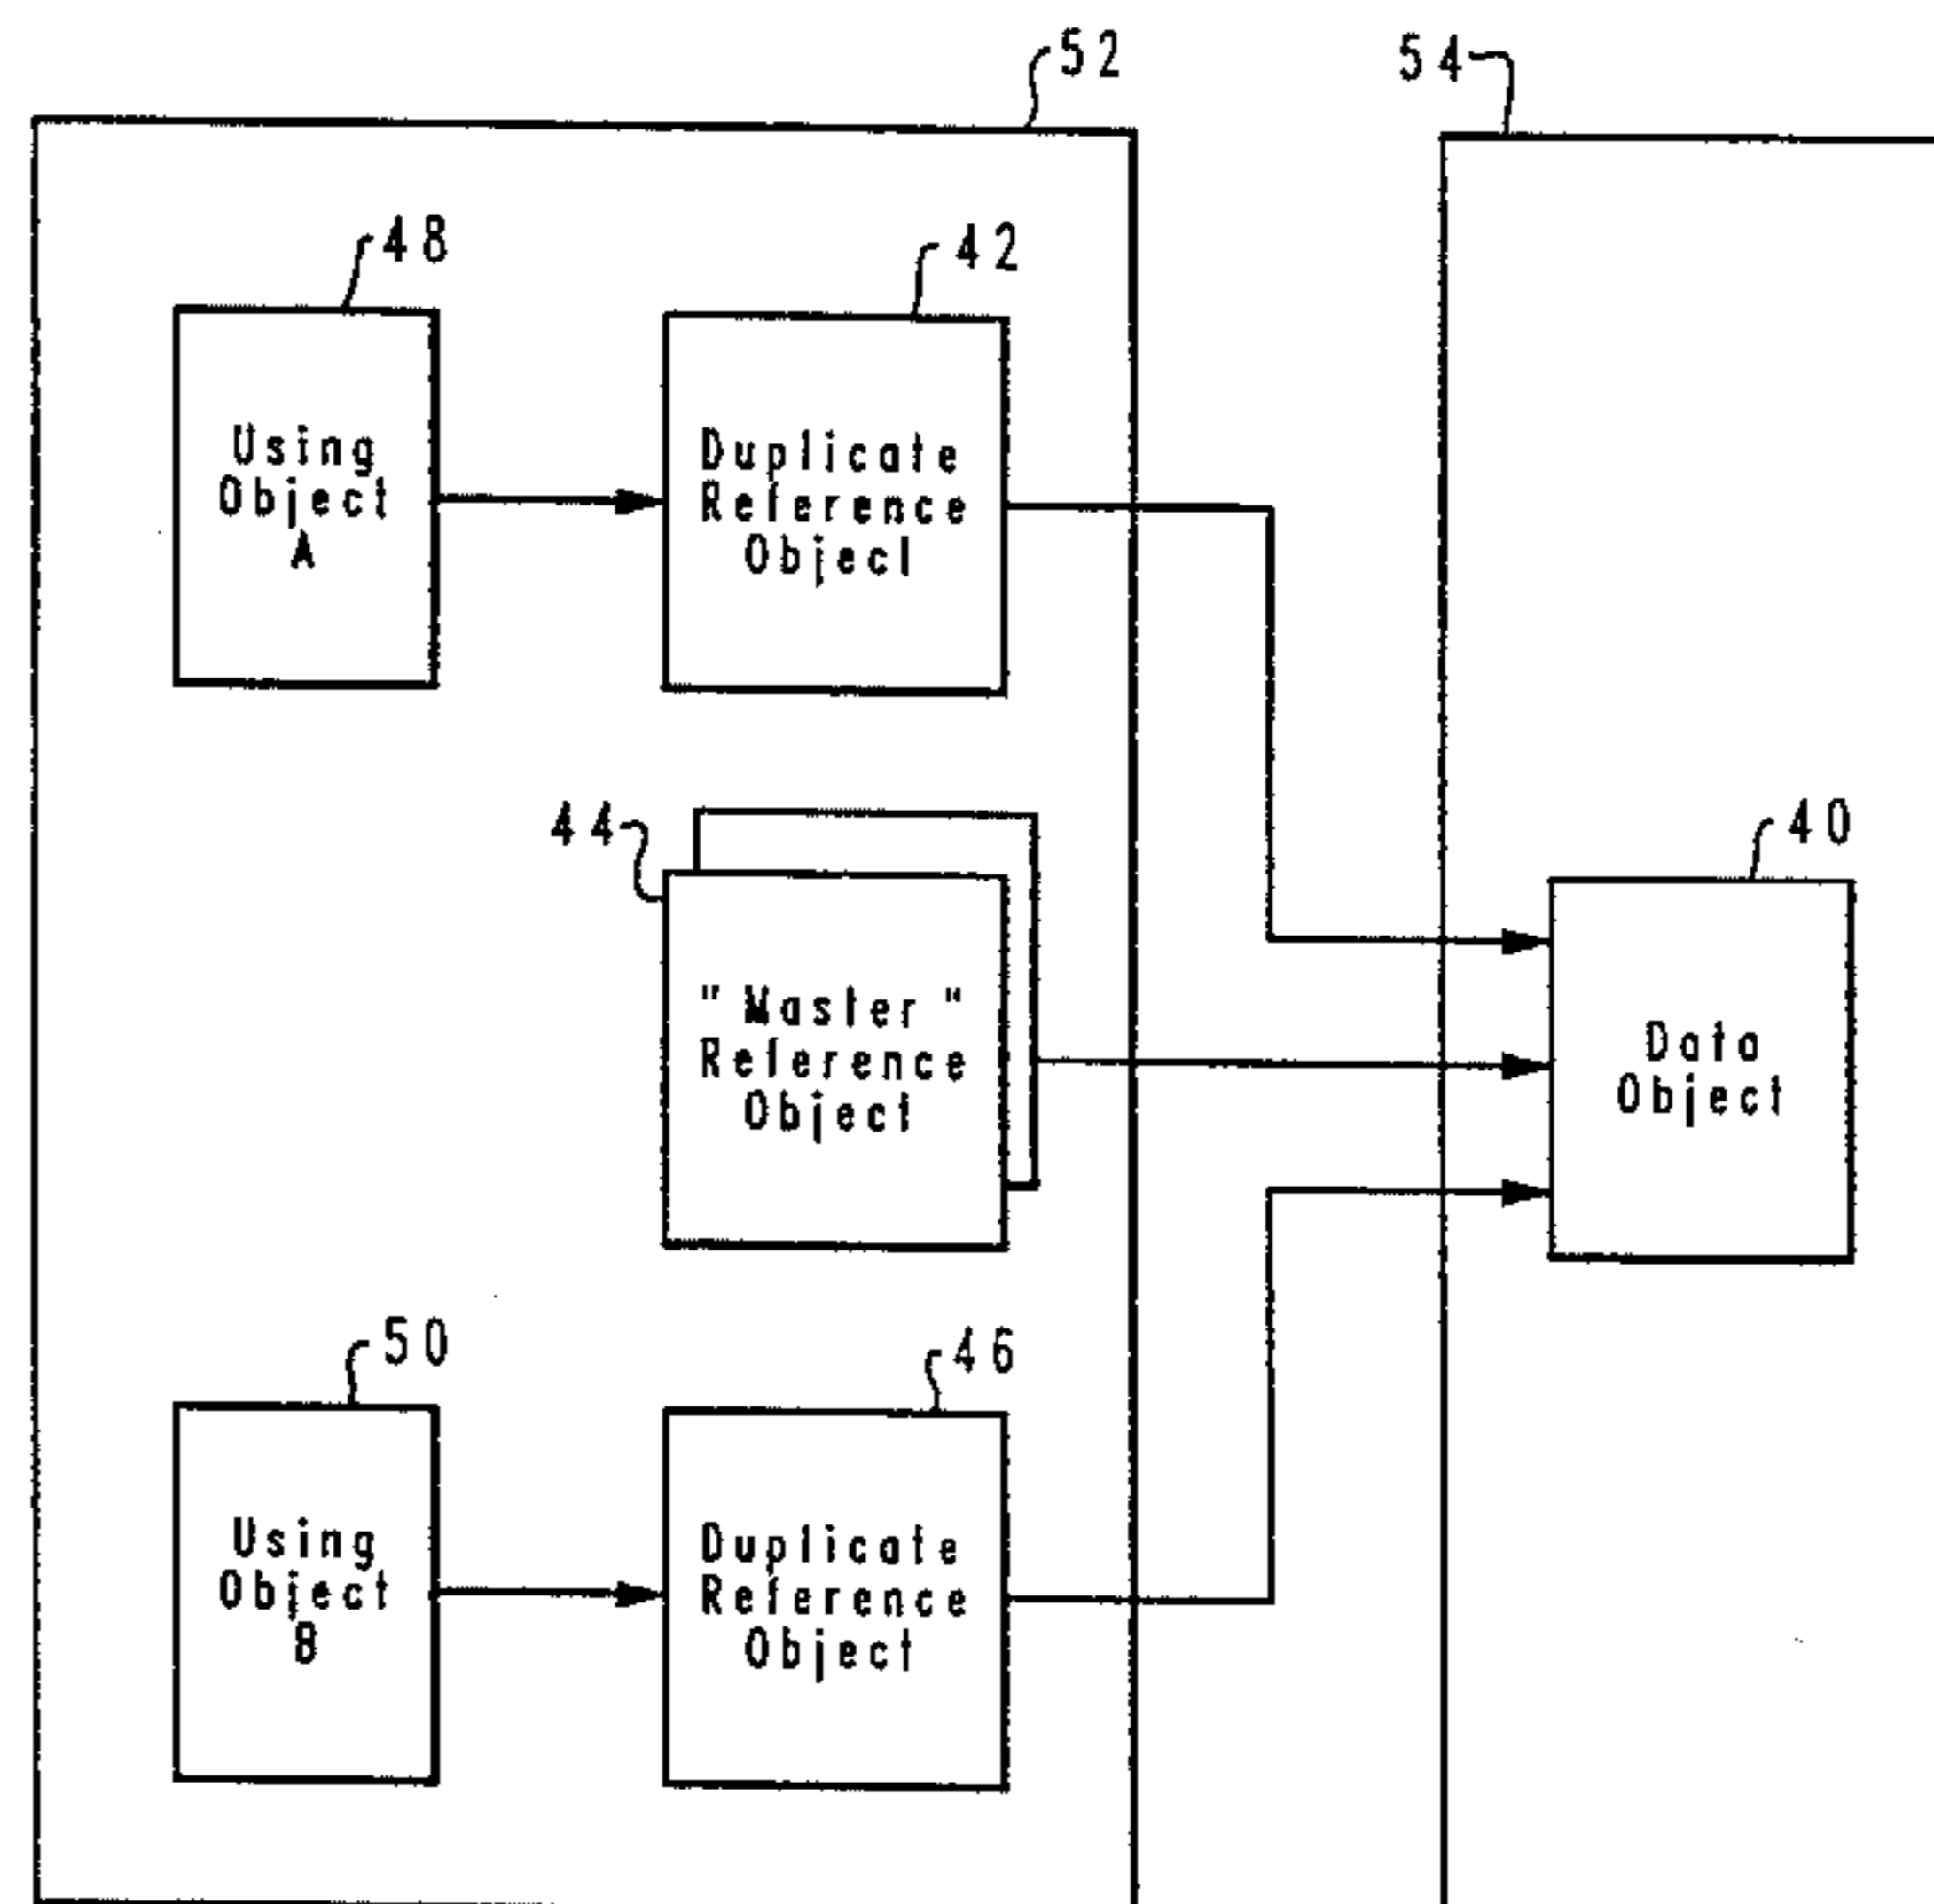 52
54
48
42
Using
Object
A
Duplicate
Reference
Object
44
40
"Master"
Reference
Object
Data
Object
50
46
Using
Object
B
Duplicate
Reference
Object